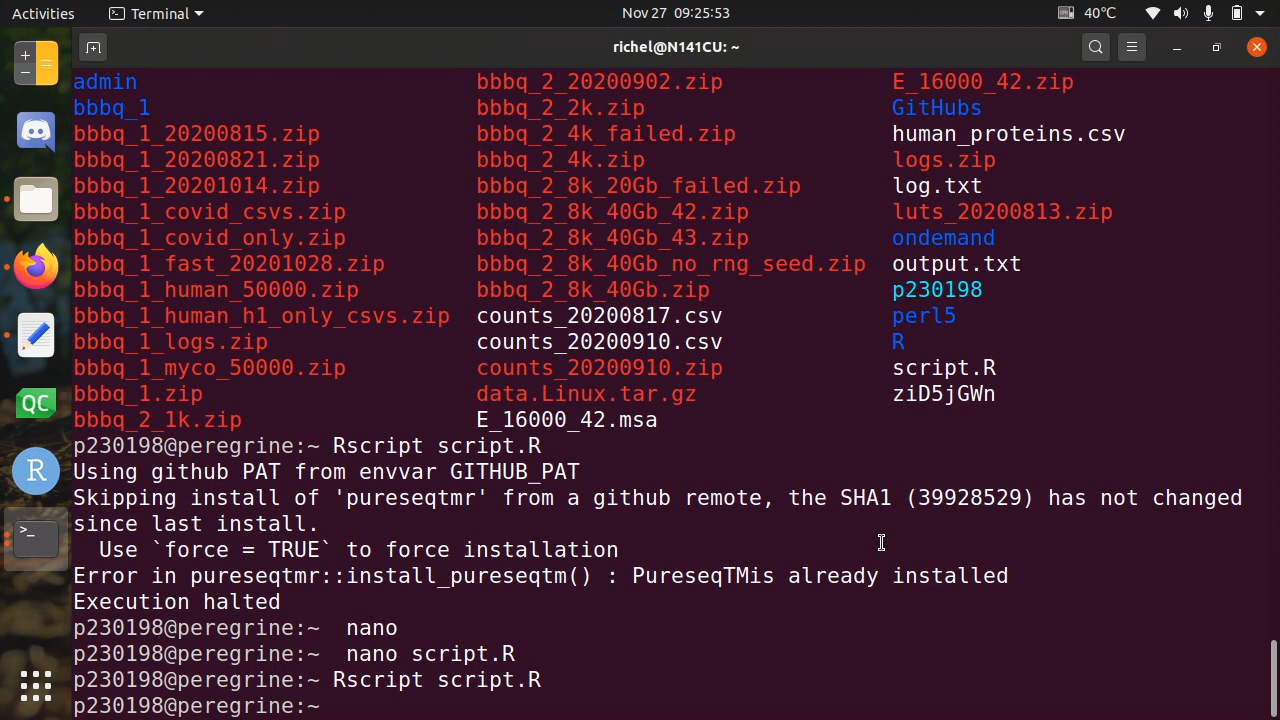 Activities Terminal Nov 27 09:25:53 40°C
richel@N141CU: ~
admin bbbq_2_20200902.zip E_16000_42.zip
bbbq_1 bbbq_2_2k.zip GitHubs
bbbq_1_20200815.zip bbbq_2_4k_failed.zip human_proteins.csv
bbbq_1_20200821.zip bbbq_2_4k.zip logs.zip
bbbq_1_20201014.zip bbbq_2_8k_20Gb_failed.zip log.txt
bbbq_1_covid_csvs.zip bbbq_2_8k_40Gb_42.zip luts_20200813.zip
bbbq_1_covid_only.zip bbbq_2_8k_40Gb_43.zip ondemand
bbbq_1_fast_20201028.zip bbbq_2_8k_40Gb_no_rng_seed.zip output.txt
bbbq_1_human_50000.zip bbbq_2_8k_40Gb.zip p230198
bbbq_1_human_h1_only_csvs.zip counts_20200817.csv perl5
bbbq_1_logs.zip counts_20200910.csv R
bbbq_1_myco_50000.zip counts_20200910.zip script.R
bbbq_1.zip data.Linux.tar.gz ziD5jGWn
bbbq_2_1k.zip E_16000_42.msa
p230198@peregrine:~ Rscript script.R
Using github PAT from envvar GITHUB_PAT
Skipping install of 'pureseqtmr' from a github remote, the SHA1 (39928529) has not changed
since last install.
  Use `force = TRUE` to force installation
Error in pureseqtmr::install_pureseqtm() : PureseqTMis already installed
Execution halted
p230198@peregrine:~  nano
p230198@peregrine:~  nano script.R
p230198@peregrine:~ Rscript script.R
p230198@peregrine:~
QC
R
>_